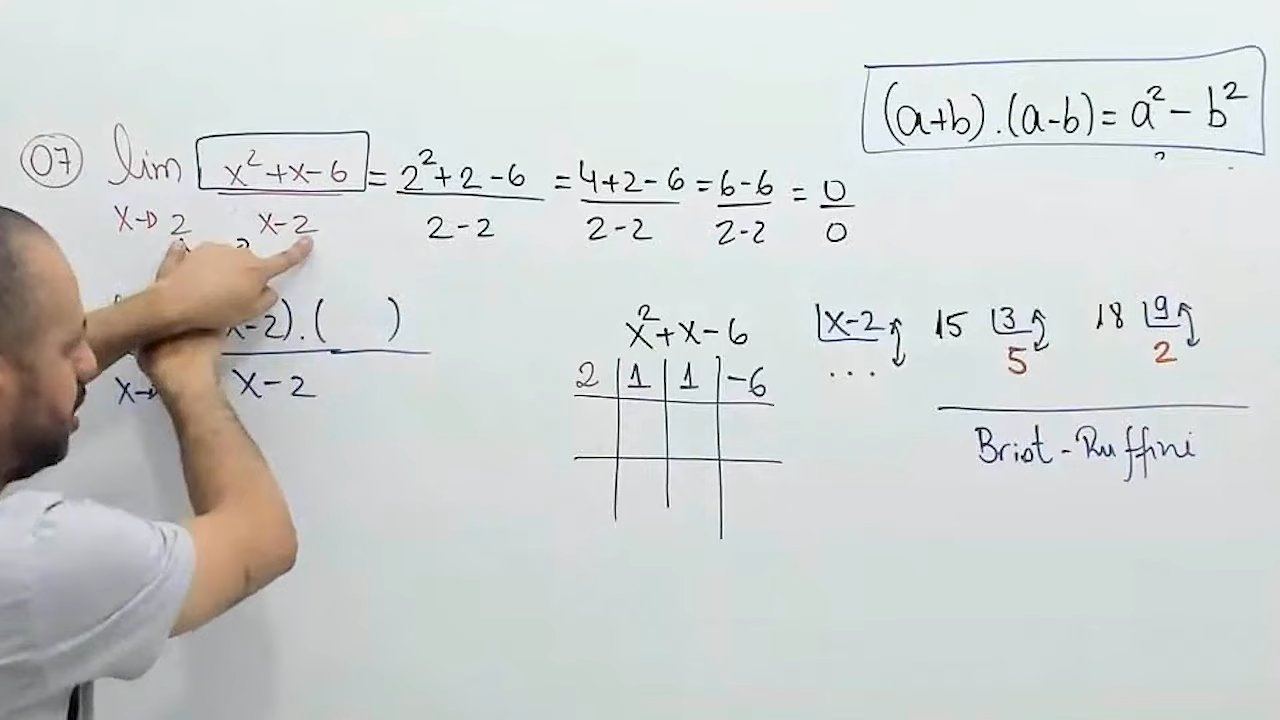 (a+b).(a-b)=a²-b²
07 lim x²+x-6 = 2²+2-6 = 4+2-6 = 6-6 = 0
x→2 x-2 2-2 2-2 2-2 0
x-2).( )
x→ x-2
x²+x-6 x-2 15 3 18 9
... 5 2
2 1 1 -6
Briot-Ruffini